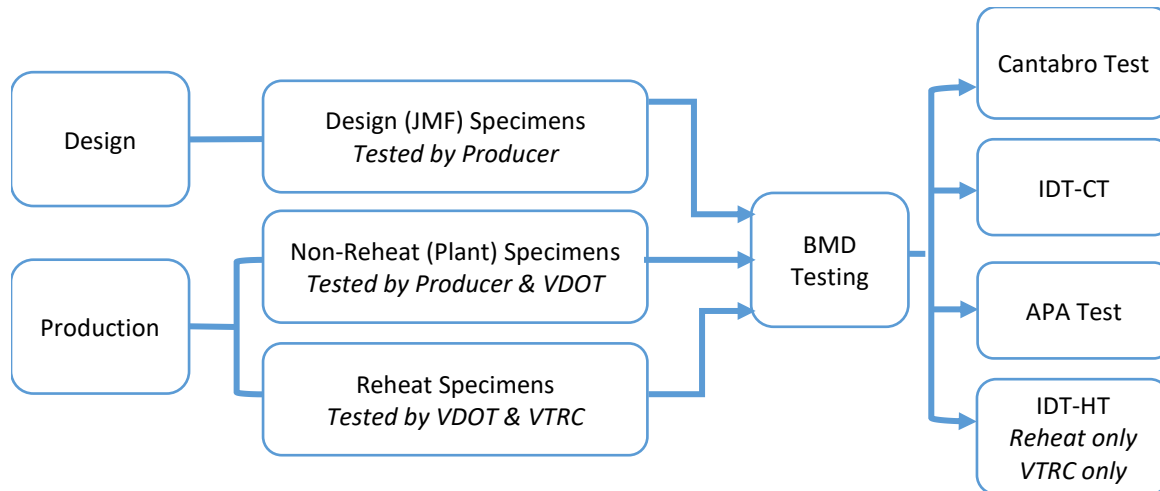 Design
Design (JMF) Specimens
Tested by Producer
Production
Non-Reheat (Plant) Specimens
Tested by Producer & VDOT
Reheat Specimens
Tested by VDOT & VTRC
BMD
Testing
Cantabro Test
IDT-CT
APA Test
IDT-HT
Reheat only
VTRC only